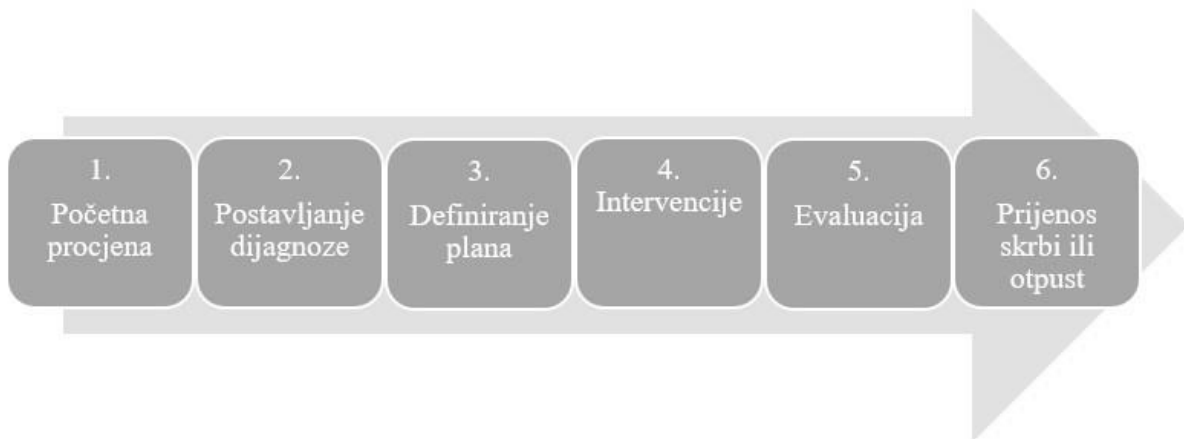 1.
Početna
procjena
2.
Postavljanje
dijagnoze
3.
Definiranje
plana
4.
Intervencije
5.
Evaluacija
6.
Prijenos
skrbi ili
otpust